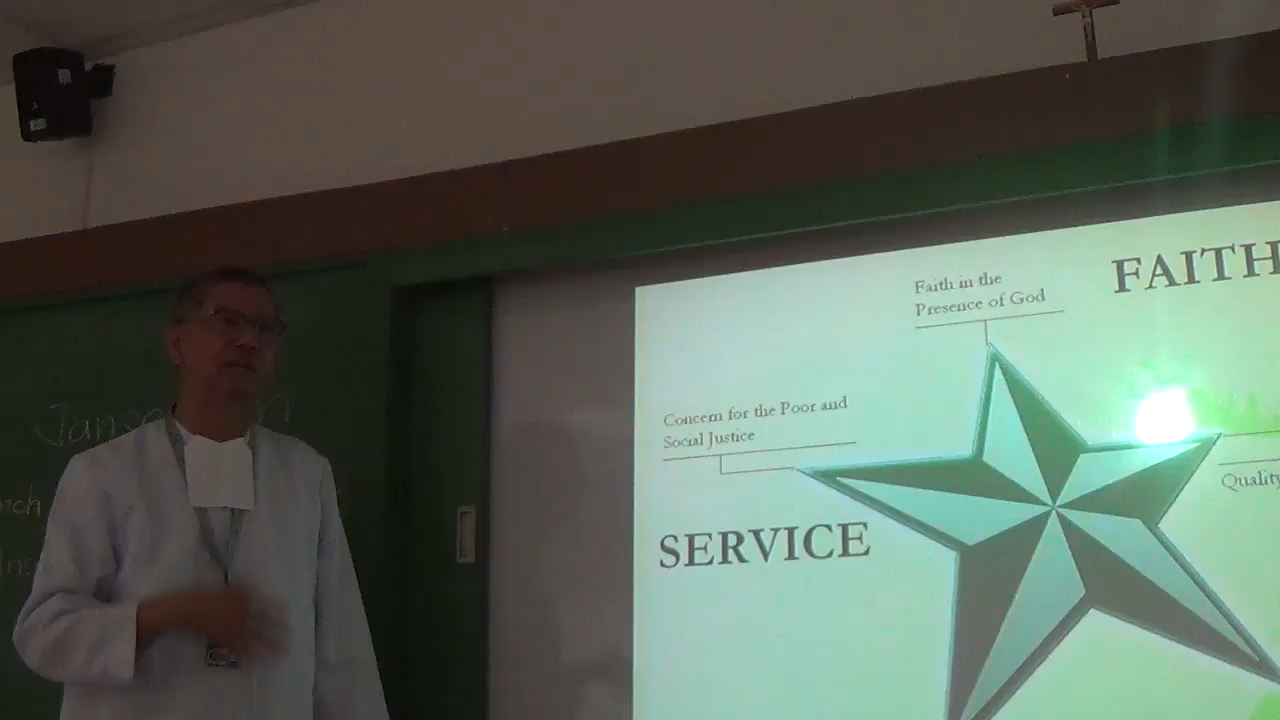 FAITH
Faith in the
Presence of God
Concern for the Poor and
Social Justice
SERVICE
Quality